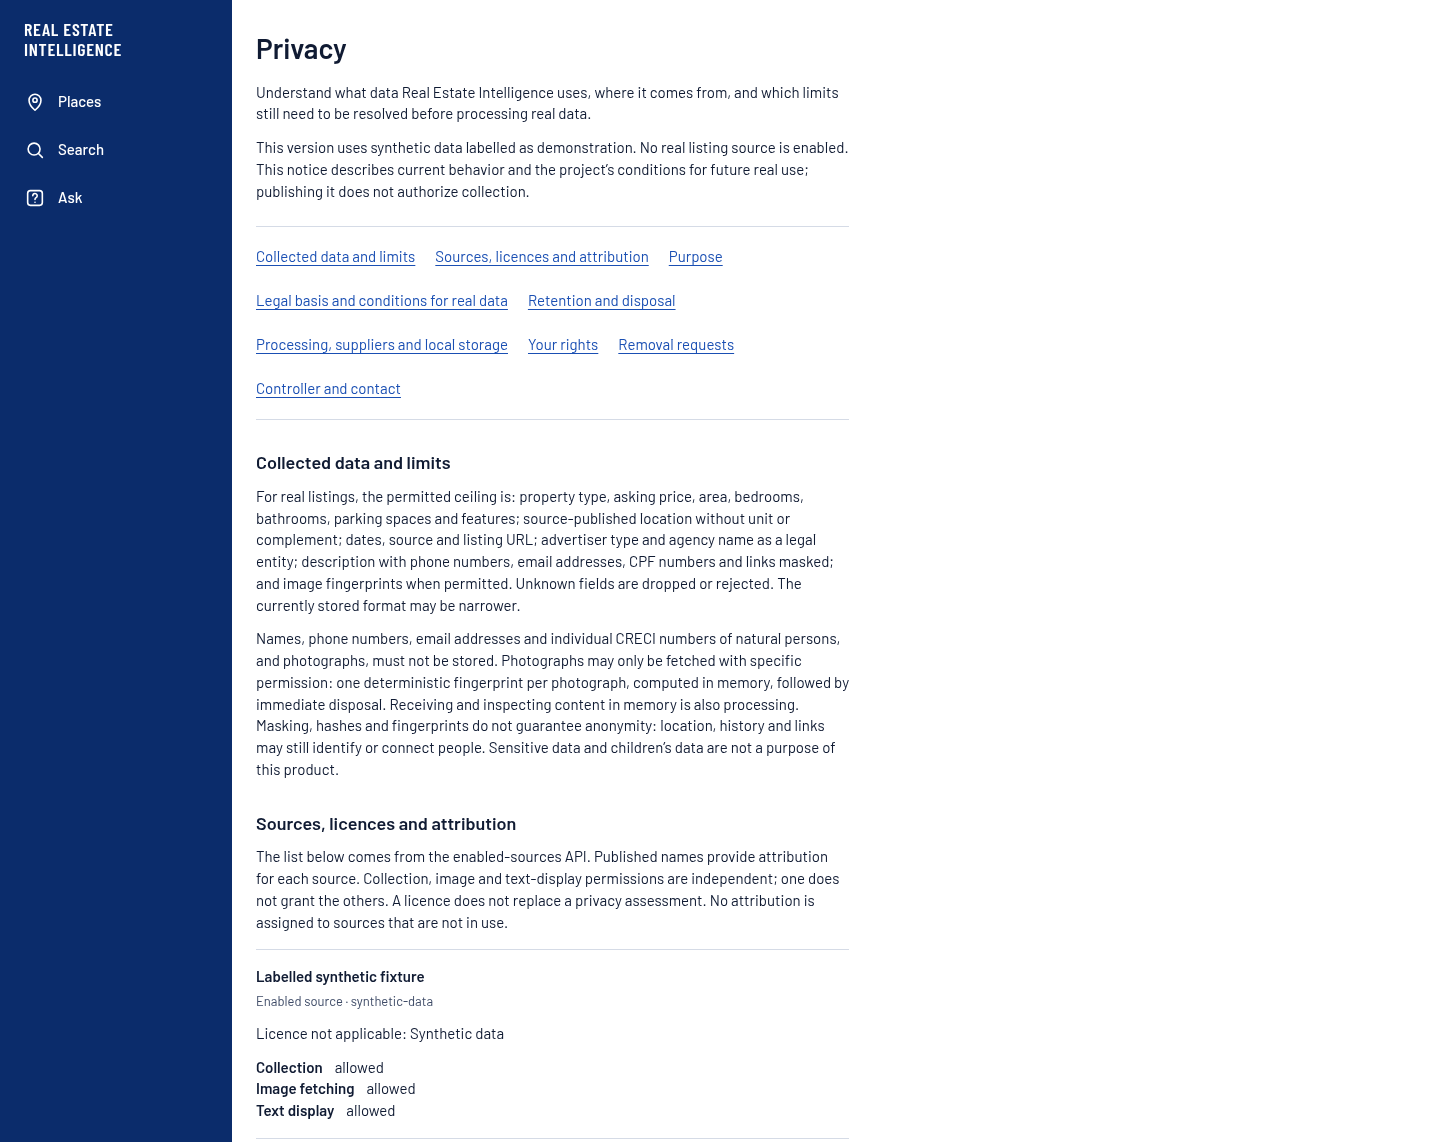 REAL ESTATE
INTELLIGENCE
Places
Search
Ask
Privacy
Understand what data Real Estate Intelligence uses, where it comes from, and which limits
still need to be resolved before processing real data.
This version uses synthetic data labelled as demonstration. No real listing source is enabled.
This notice describes current behavior and the project’s conditions for future real use;
publishing it does not authorize collection.
Collected data and limits Sources, licences and attribution Purpose
Legal basis and conditions for real data Retention and disposal
Processing, suppliers and local storage Your rights Removal requests
Controller and contact
Collected data and limits
For real listings, the permitted ceiling is: property type, asking price, area, bedrooms,
bathrooms, parking spaces and features; source-published location without unit or
complement; dates, source and listing URL; advertiser type and agency name as a legal
entity; description with phone numbers, email addresses, CPF numbers and links masked;
and image fingerprints when permitted. Unknown fields are dropped or rejected. The
currently stored format may be narrower.
Names, phone numbers, email addresses and individual CRECI numbers of natural persons,
and photographs, must not be stored. Photographs may only be fetched with specific
permission: one deterministic fingerprint per photograph, computed in memory, followed by
immediate disposal. Receiving and inspecting content in memory is also processing.
Masking, hashes and fingerprints do not guarantee anonymity: location, history and links
may still identify or connect people. Sensitive data and children’s data are not a purpose of
this product.
Sources, licences and attribution
The list below comes from the enabled-sources API. Published names provide attribution
for each source. Collection, image and text-display permissions are independent; one does
not grant the others. A licence does not replace a privacy assessment. No attribution is
assigned to sources that are not in use.
Labelled synthetic fixture
Enabled source · synthetic-data
Licence not applicable: Synthetic data
Collection allowed
Image fetching allowed
Text display allowed